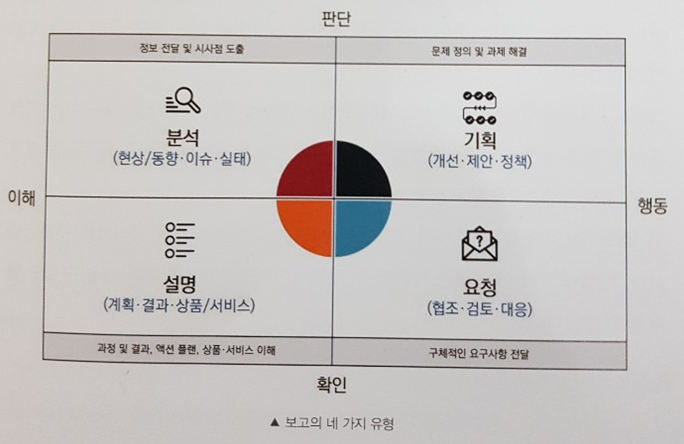 판단
정보 전달 및 시사점 도출
문제 정의 및 과제 해결
분석
(현상/동향·이슈·실태)
기획
(개선·제안·정책)
이해
행동
설명
(계획·결과·상품/서비스)
?
요청
(협조·검토·대응)
과정 및 결과, 액션 플랜, 상품·서비스 이해
구체적인 요구사항 전달
확인
▲ 보고의 네 가지 유형